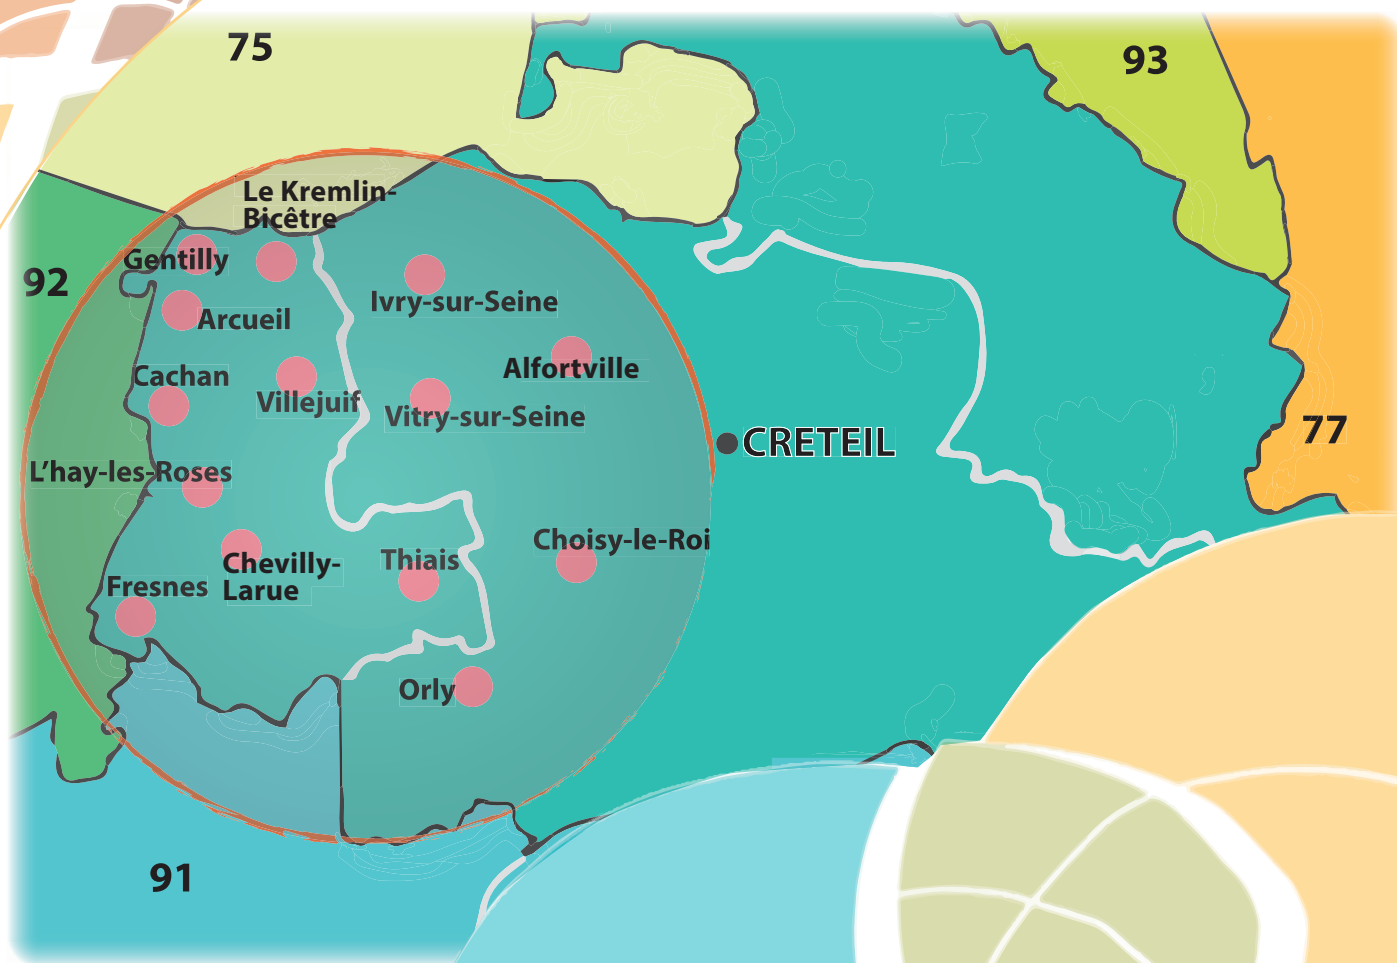 75
93
Le Kremlin-
Bicêtre
Gentilly
92
Ivry-sur-Seine
Arcueil
Alfortville
Cachan
Villejuif
Vitry-sur-Seine
77
CRETEIL
L'hay-les-Roses
Choisy-le-Roi
Thiais
Chevilly-
Larue
Fresnes
Orly
91